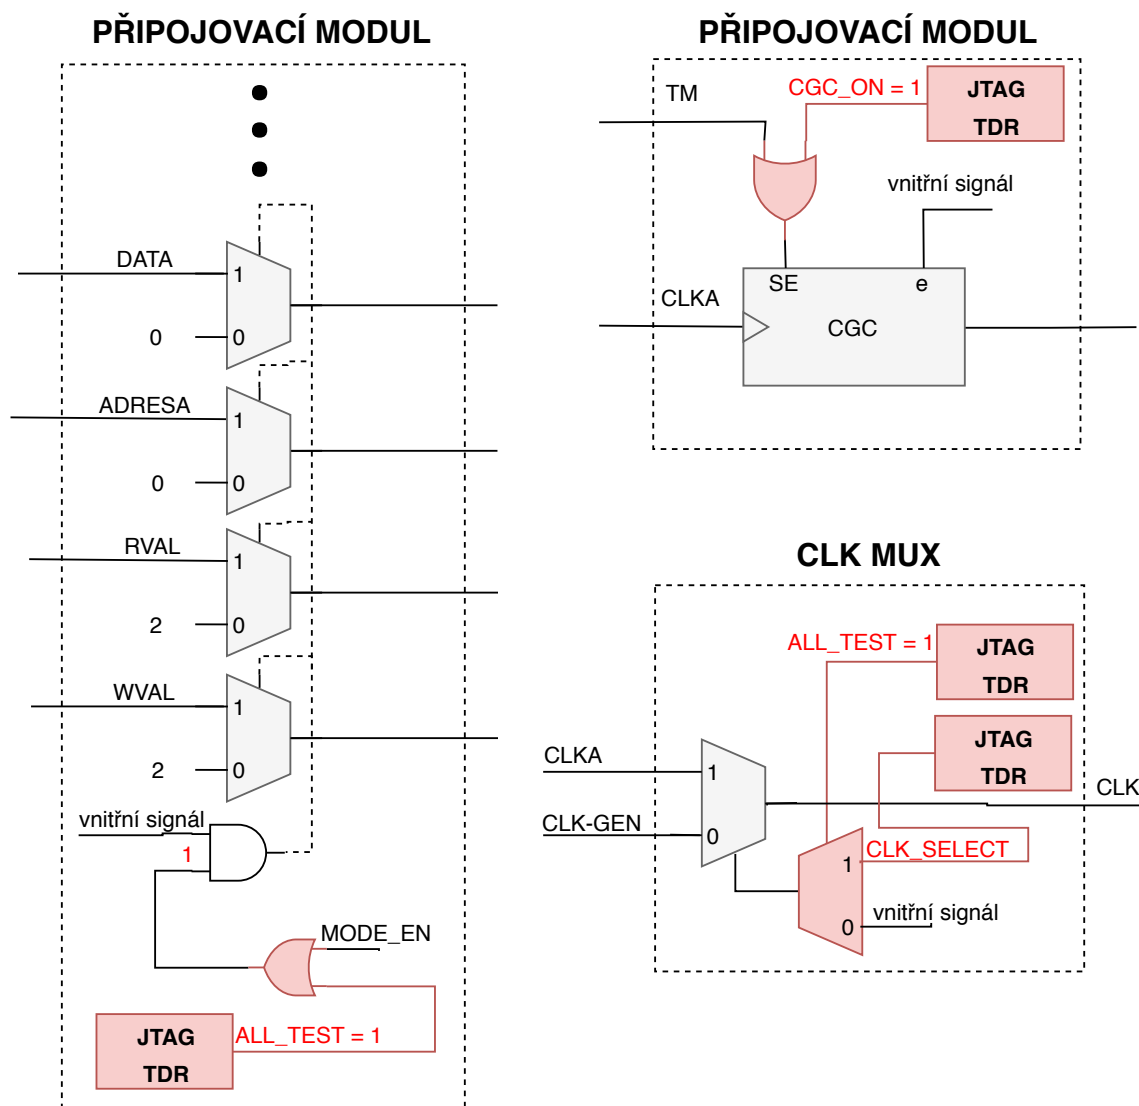 PŘIPOJOVACÍ MODUL
DATA
1
0
0
ADRESA
1
0
0
RVAL
1
2
0
WVAL
1
2
0
vnitřní signál
1
MODE_EN
JTAG
TDR
ALL_TEST = 1
PŘIPOJOVACÍ MODUL
TM
CGC_ON = 1
JTAG
TDR
vnitřní signál
CLKA
SE
e
CGC
CLK MUX
ALL_TEST = 1
JTAG
TDR
JTAG
TDR
CLKA
1
CLK
CLK-GEN
0
1
CLK_SELECT
0
vnitřní signál